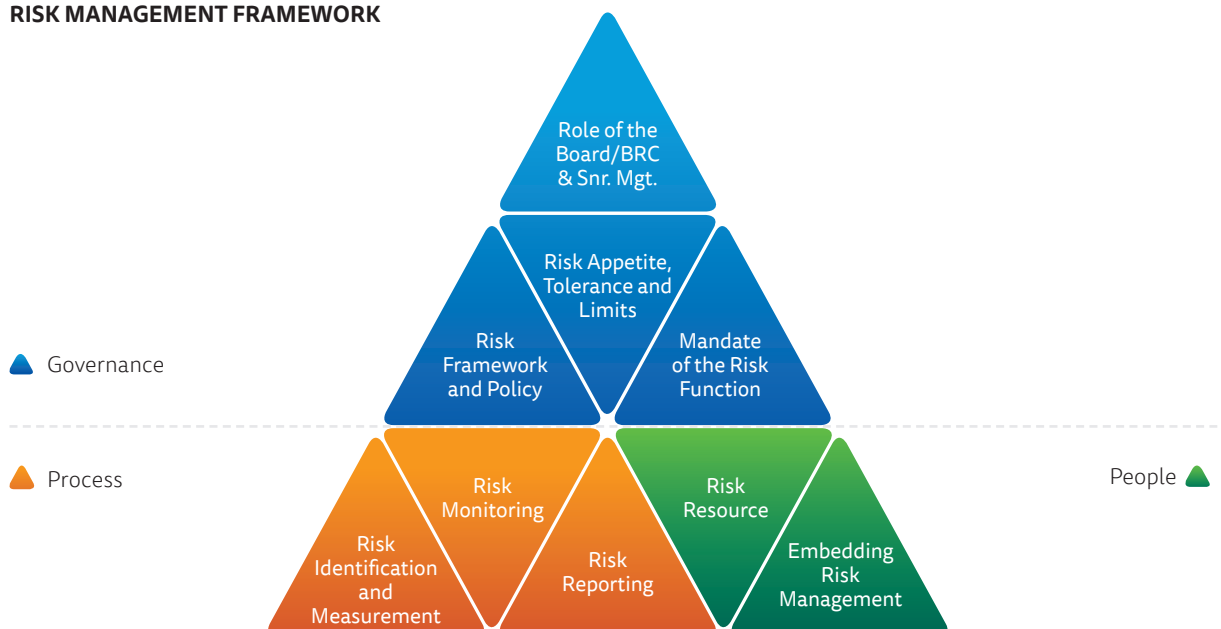 RISK MANAGEMENT FRAMEWORK
Role of the
Board/BRC
& Snr. Mgt.
Risk Appetite,
Tolerance and
Limits
Risk
Framework
and Policy
Mandate
of the Risk
Function
Governance
Process
People
Risk
Monitoring
Risk
Resource
Risk
Identification
and
Measurement
Risk
Reporting
Embedding
Risk
Management